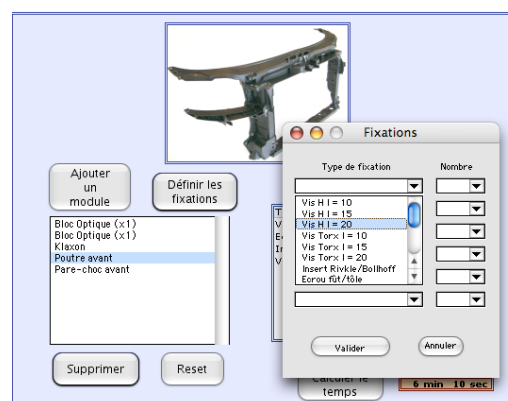 Fixations
Type de fixation
Nombre
Ajouter
un
module
Définir les
fixations
Bloc Optique (x1)
Bloc Optique (x1)
Klaxon
Poutre avant
Pare-choc avant
Vis H l = 10
Vis H l = 15
Vis H l = 20
Vis Torx l = 10
Vis Torx l = 15
Vis Torx l = 20
Insert Rivkle/Bollhoff
Ecrou fût/tôle
Valider
Annuler
Supprimer
Reset
Calculer le
temps
6 min 10 sec